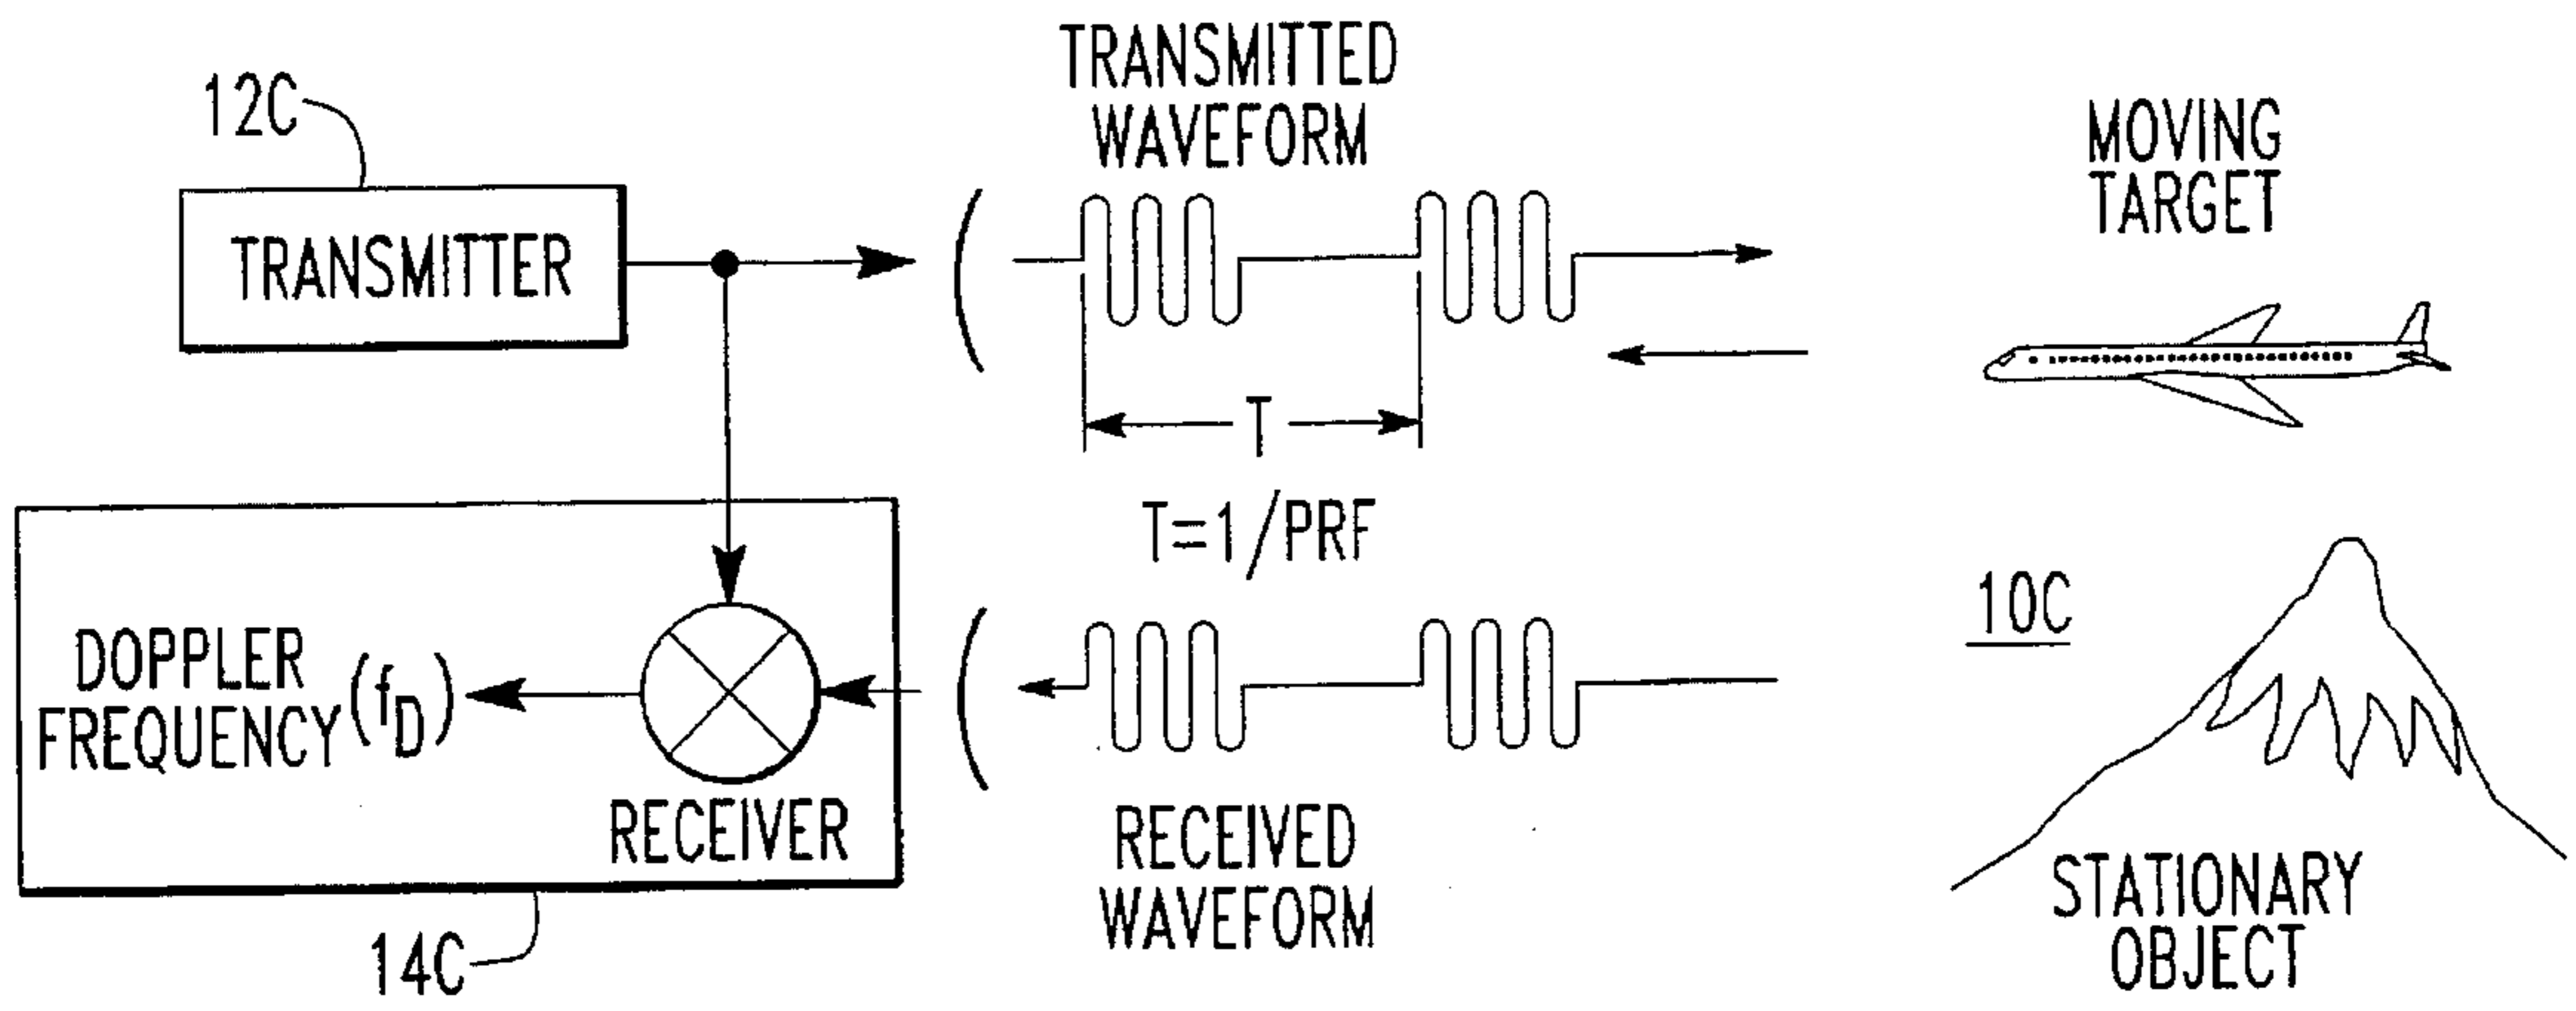 12C
TRANSMITTER
TRANSMITTED
WAVEFORM
MOVING
TARGET
T
T=1/PRF
10C
DOPPLER
FREQUENCY (fD)
RECEIVER
14C
RECEIVED
WAVEFORM
STATIONARY
OBJECT